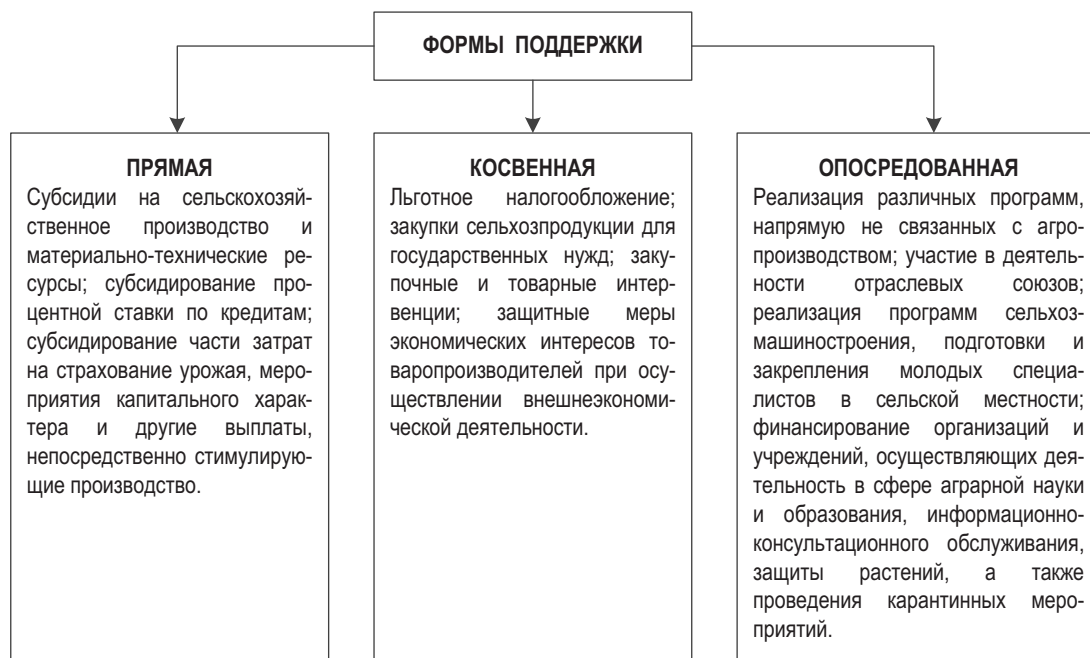 ФОРМЫ ПОДДЕРЖКИ
ПРЯМАЯ
Субсидии на сельскохозяй-
ственное производство и
материально-технические ре-
сурсы; субсидирование про-
центной ставки по кредитам;
субсидирование части затрат
на страхование урожая, меро-
приятия капитального харак-
тера и другие выплаты,
непосредственно стимулирую-
щие производство.
КОСВЕННАЯ
Льготное налогообложение;
закупки сельхозпродукции для
государственных нужд; заку-
почные и товарные интер-
венции; защитные меры
экономических интересов то-
варопроизводителей при осу-
ществлении внешнеэкономи-
ческой деятельности.
ОПОСРЕДОВАННАЯ
Реализация различных программ,
напрямую не связанных с агро-
производством; участие в деятель-
ности отраслевых союзов;
реализация программ сельхоз-
машиностроения, подготовки и
закрепления молодых специа-
листов в сельской местности;
финансирование организаций и
учреждений, осуществляющих дея-
тельность в сфере аграрной науки
и образования, информационно-
консультационного обслуживания,
защиты растений, а также
проведения карантинных меро-
приятий.